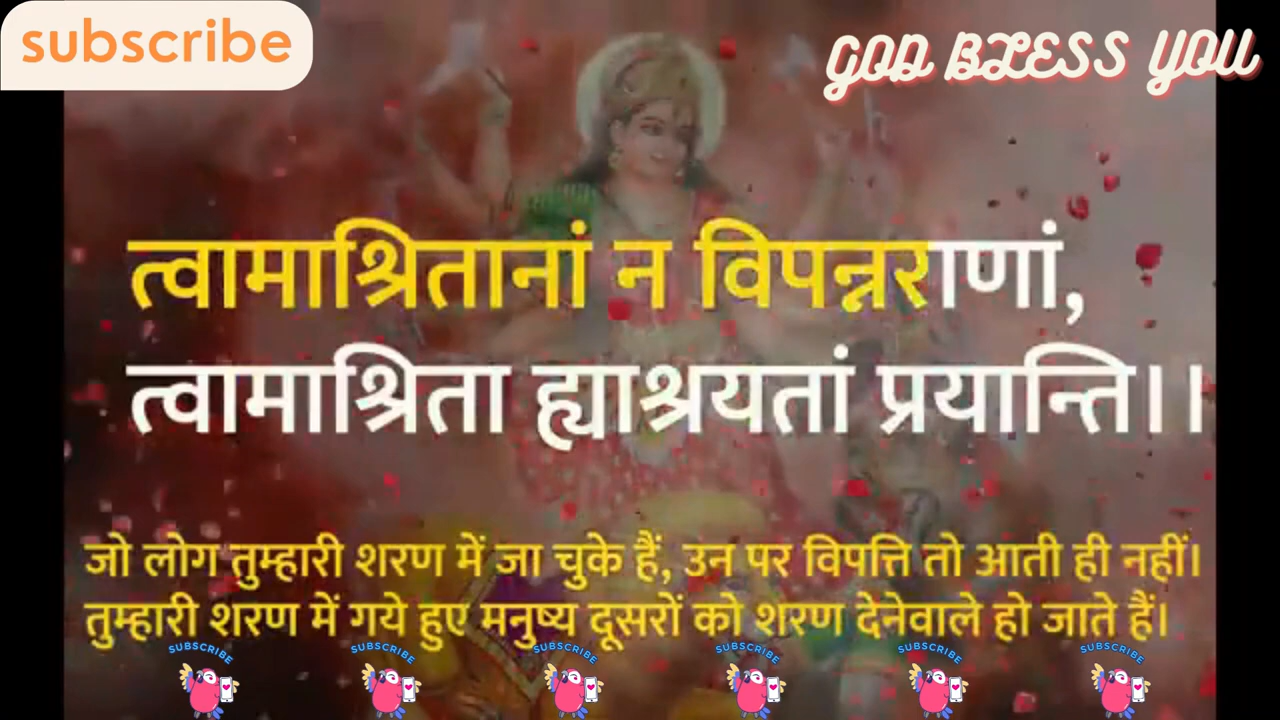 subscribe
GOD BLESS YOU
त्वामाश्रितानां न विपन्नराणां,
त्वामाश्रिता ह्याश्रयतां प्रयान्ति।।
जो लोग तुम्हारी शरण में जा चुके हैं, उन पर विपत्ति तो आती ही नहीं।
तुम्हारी शरण में गये हुए मनुष्य दूसरों को शरण देनेवाले हो जाते हैं।
SUBSCRIBE SUBSCRIBE SUBSCRIBE SUBSCRIBE SUBSCRIBE SUBSCRIBE